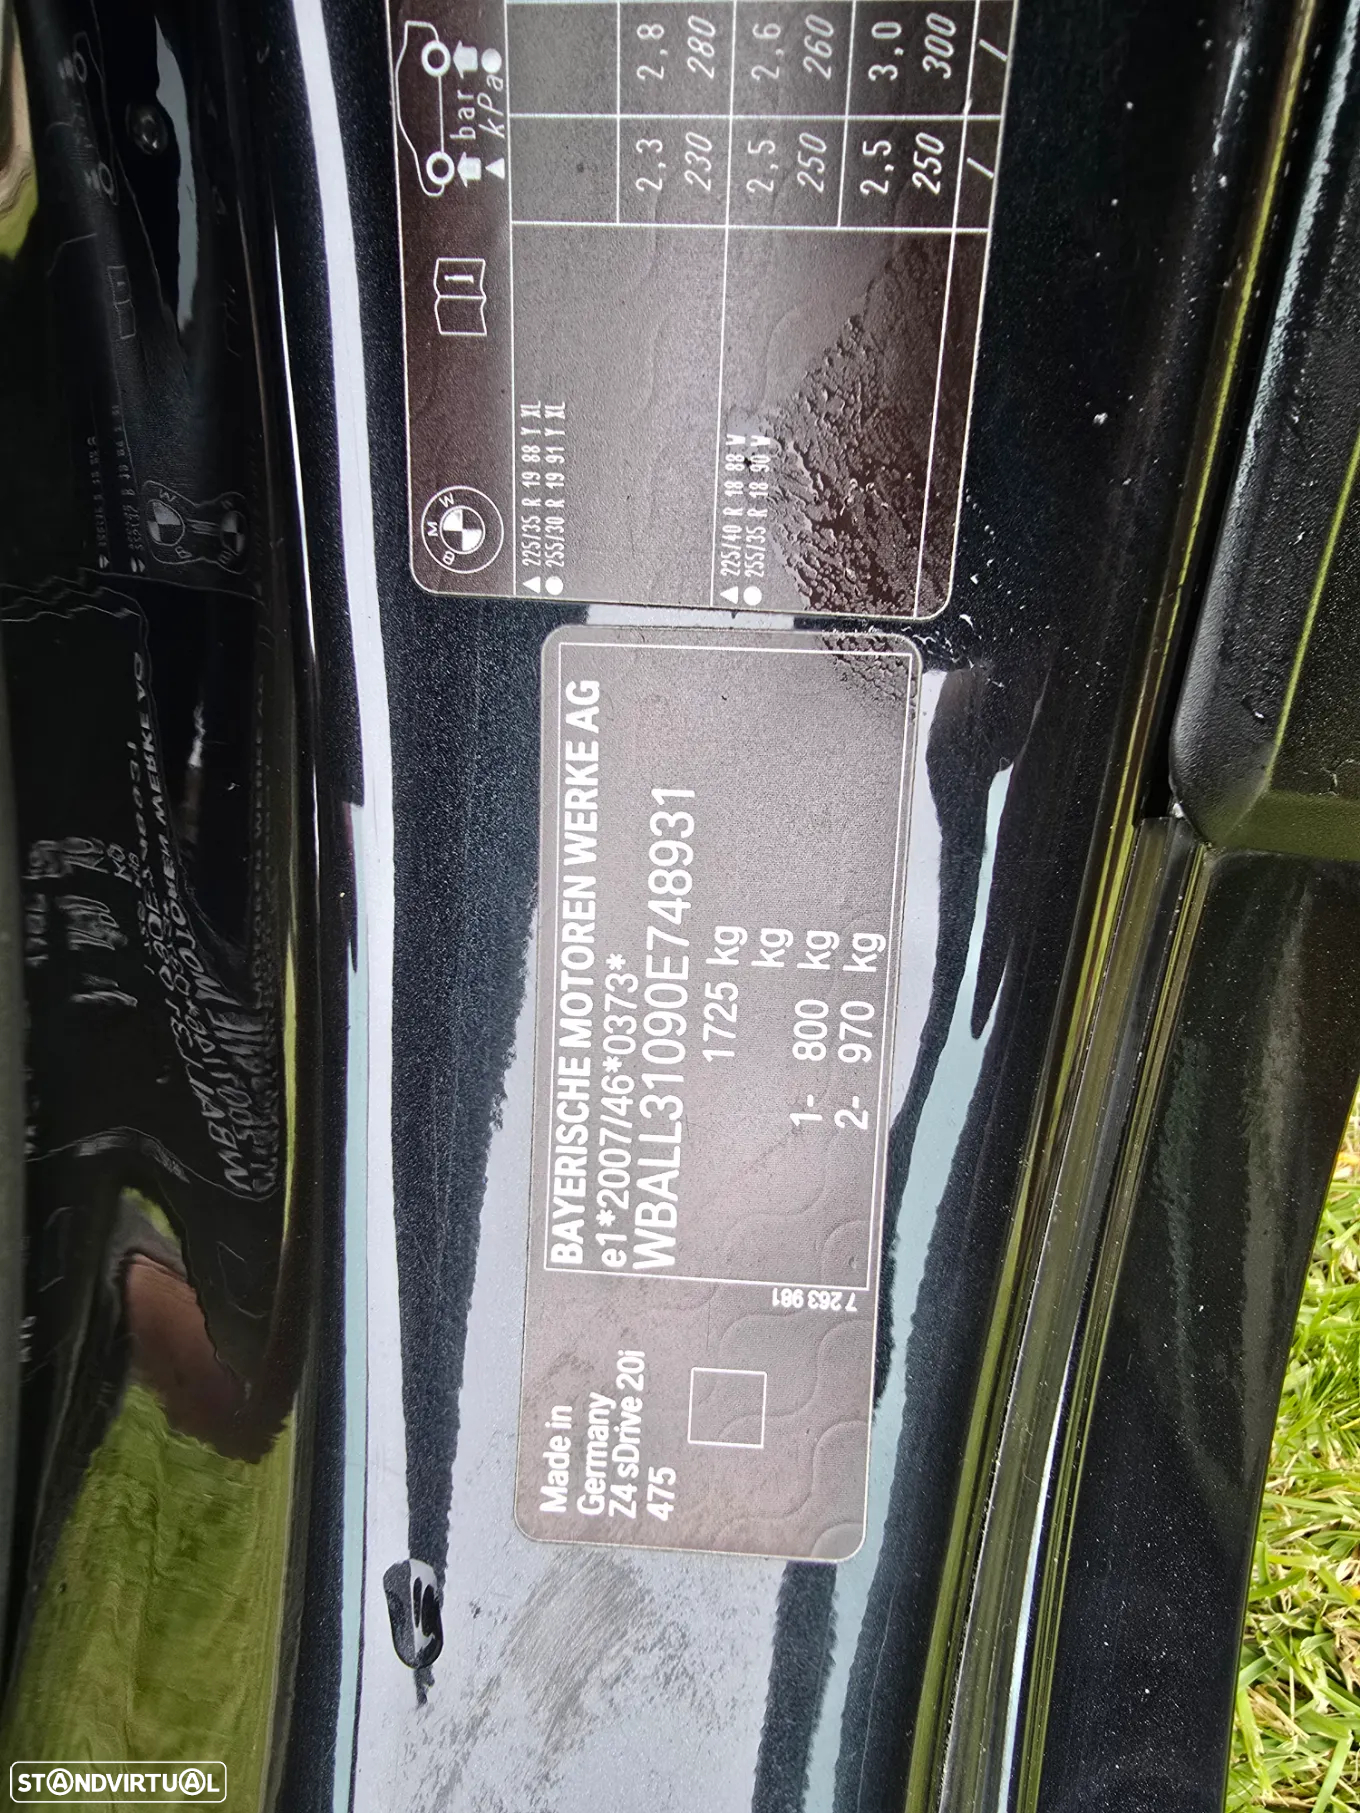 BMW
bar
kPa
▲ 225/35 R 19 88 Y XL
● 255/30 R 19 91 Y XL
2,3 2,8
230 280
▲ 225/40 R 18 88 W
● 255/35 R 18 90 W
2,5 2,6
250 260
2,5 3,0
250 300
/ /
BAYERISCHE MOTOREN WERKE AG
e1*2007/46*0373*
WBALL31090E748931
1725 kg
kg
1- 800 kg
2- 970 kg
7 263 981
Made in
Germany
Z4 sDrive 20i
475
STANDVIRTUAL